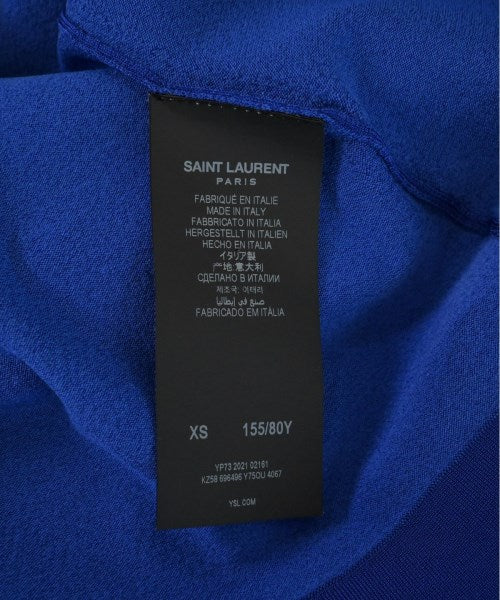 SAINT LAURENT
PARIS
FABRIQUÉ EN ITALIE
MADE IN ITALY
FABBRICATO IN ITALIA
HERGESTELLT IN ITALIEN
HECHO EN ITALIA
イタリア製
产地:意大利
СДЕЛАНО В ИТАЛИИ
제조국: 이태리
صنع في إيطاليا
FABRICADO EM ITÁLIA
XS 155/80Y
YP73 2021 02161
KZ58 696496 Y75OU 4067
YSL.COM